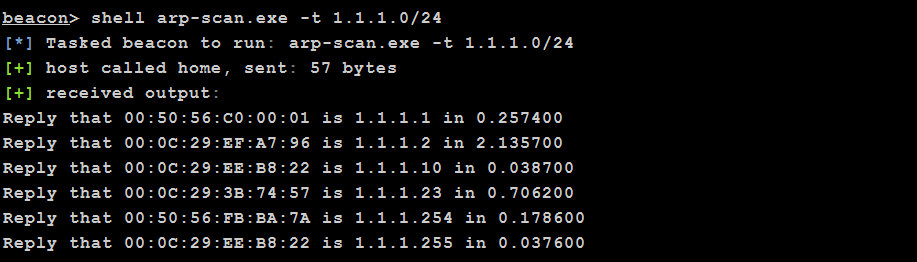 beacon> shell arp-scan.exe -t 1.1.1.0/24
[*] Tasked beacon to run: arp-scan.exe -t 1.1.1.0/24
[+] host called home, sent: 57 bytes
[+] received output:
Reply that 00:50:56:C0:00:01 is 1.1.1.1 in 0.257400
Reply that 00:0C:29:EF:A7:96 is 1.1.1.2 in 2.135700
Reply that 00:0C:29:EE:B8:22 is 1.1.1.10 in 0.038700
Reply that 00:0C:29:3B:74:57 is 1.1.1.23 in 0.706200
Reply that 00:50:56:FB:BA:7A is 1.1.1.254 in 0.178600
Reply that 00:0C:29:EE:B8:22 is 1.1.1.255 in 0.037600